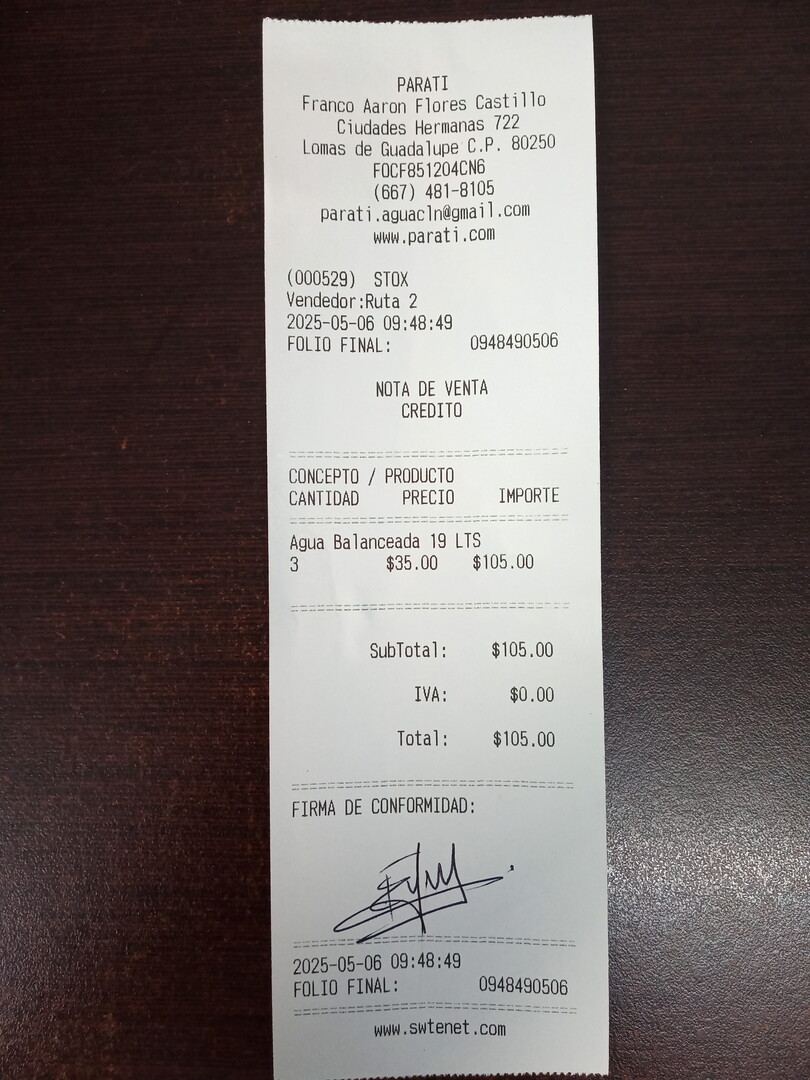 PARATI
Franco Aaron Flores Castillo
Ciudades Hermanas 722
Lomas de Guadalupe C.P. 80250
FOCF851204CN6
(667) 481-8105
parati.aguacln@gmail.com
www.parati.com
(000529) STOX
Vendedor:Ruta 2
2025-05-06 09:48:49
FOLIO FINAL: 0948490506
NOTA DE VENTA
CREDITO
CONCEPTO / PRODUCTO
CANTIDAD PRECIO IMPORTE
Agua Balanceada 19 LTS
3 $35.00 $105.00
SubTotal: $105.00
IVA: $0.00
Total: $105.00
FIRMA DE CONFORMIDAD:
2025-05-06 09:48:49
FOLIO FINAL: 0948490506
www.swtenet.com